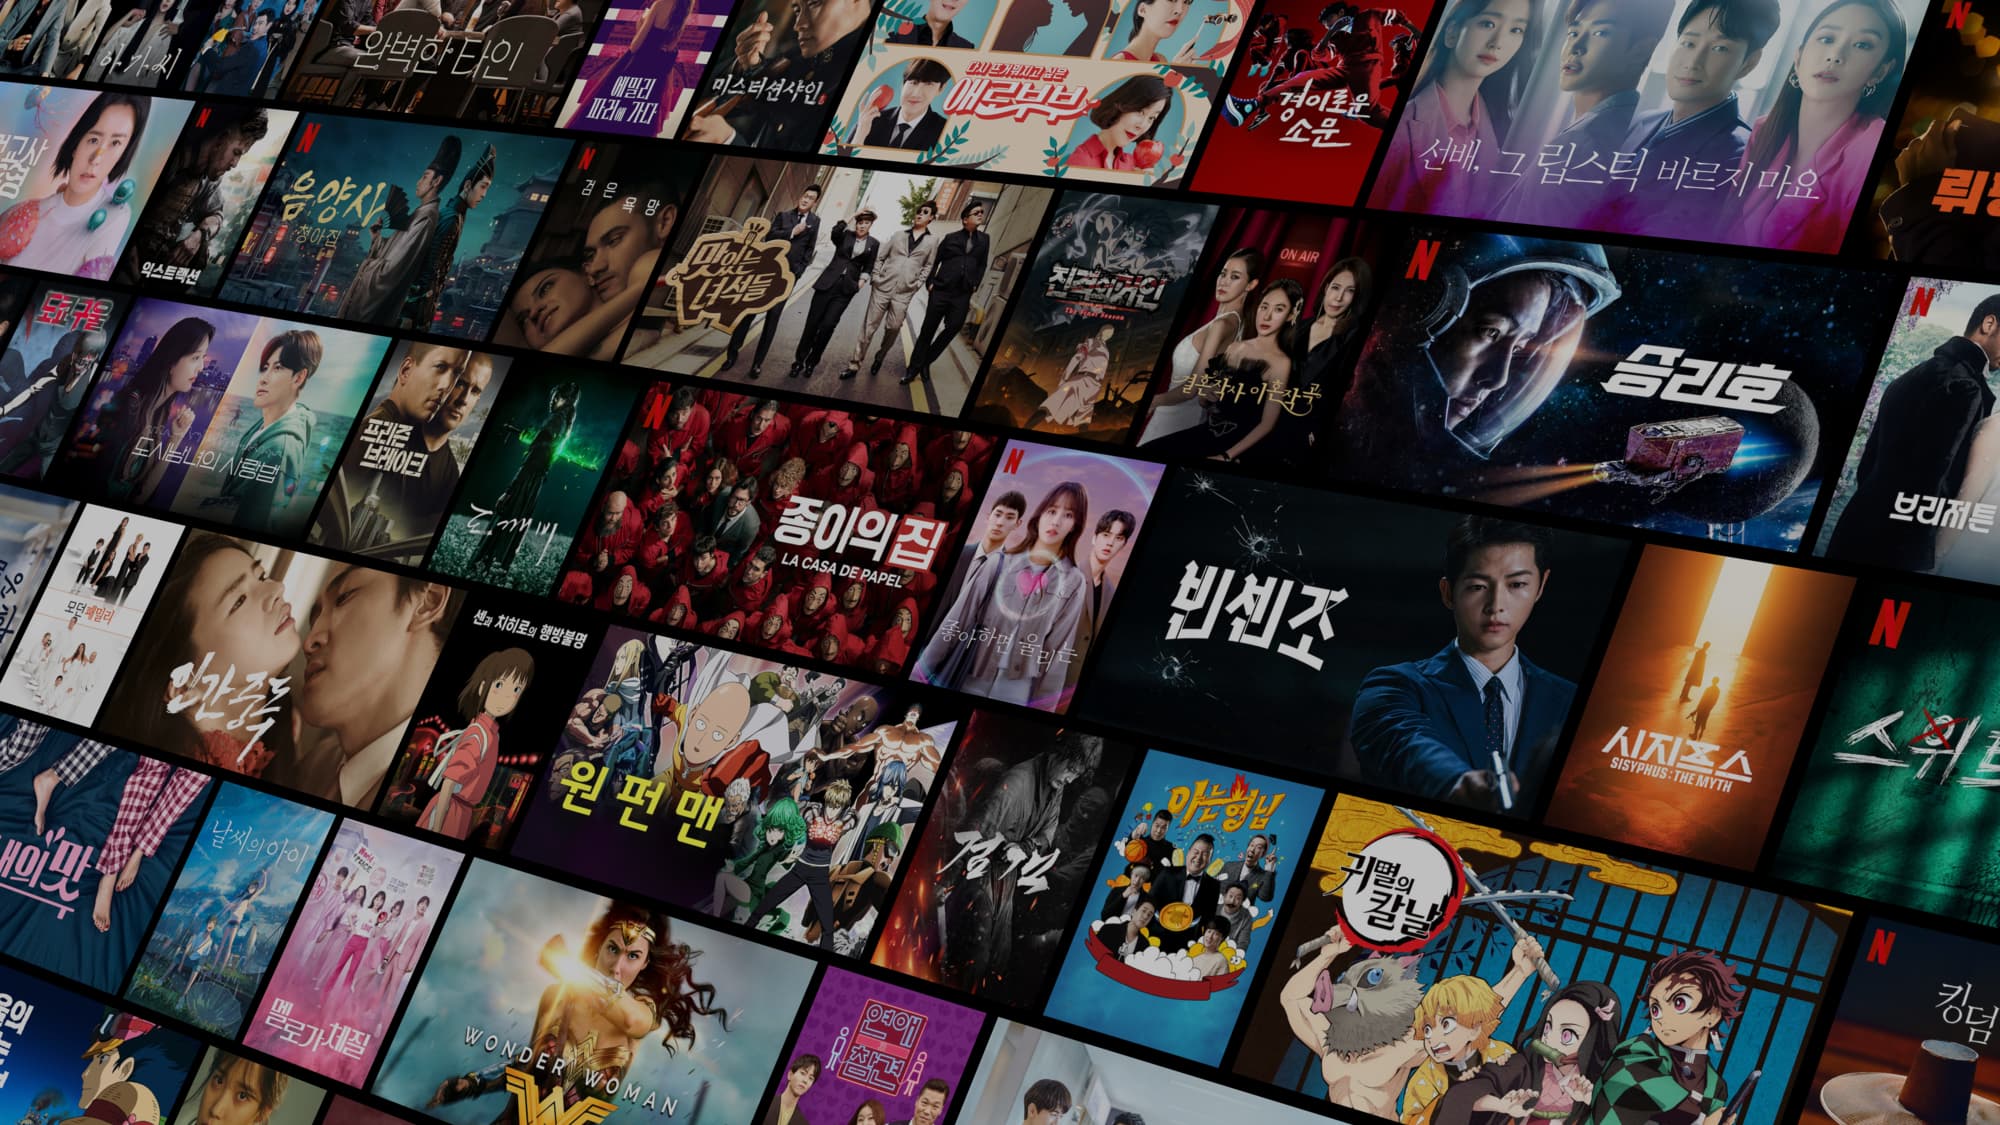 아가씨
완벽한 타인
에밀리
파리에 가다
미스터 션샤인
다시 뜨거워지고 싶은
애로부부
경이로운
소문
선배, 그 립스틱 바르지 마요
N
N
익스트랙션
N
음양사
청아집
N
검은
욕망
맛있는
녀석들
진격의 거인
The Final Season
ON AIR
결혼작사 이혼작곡
N
승리호
N
브리저튼
도쿄 구울
도시남녀의 사랑법
프리즌
브레이크
도깨비
N
종이의 집
LA CASA DE PAPEL
N
좋아하면 울리는
빈센조
시지프스
SISYPHUS: THE MYTH
N
스위트
모던 패밀리
인간중독
센과 치히로의 행방불명
원펀맨
검객
아는 형님
귀멸의
칼날
N
킹덤
날씨의 아이
멜로가 체질
WONDER WOMAN
연애
참견